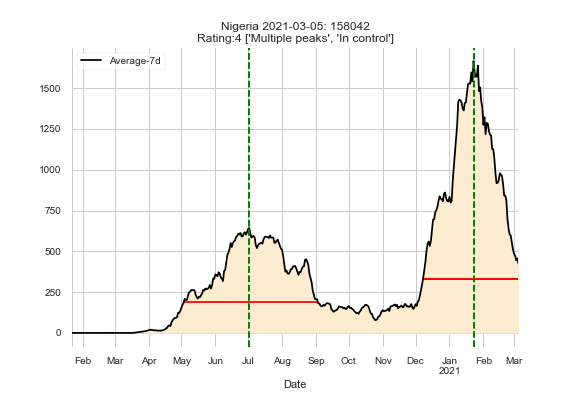 Nigeria 2021-03-05: 158042
Rating:4 ['Multiple peaks', 'In control']
Average-7d
1500
1250
1000
750
500
250
0
Feb Mar Apr May Jun Jul Aug Sep Oct Nov Dec Jan Feb Mar
2021
Date